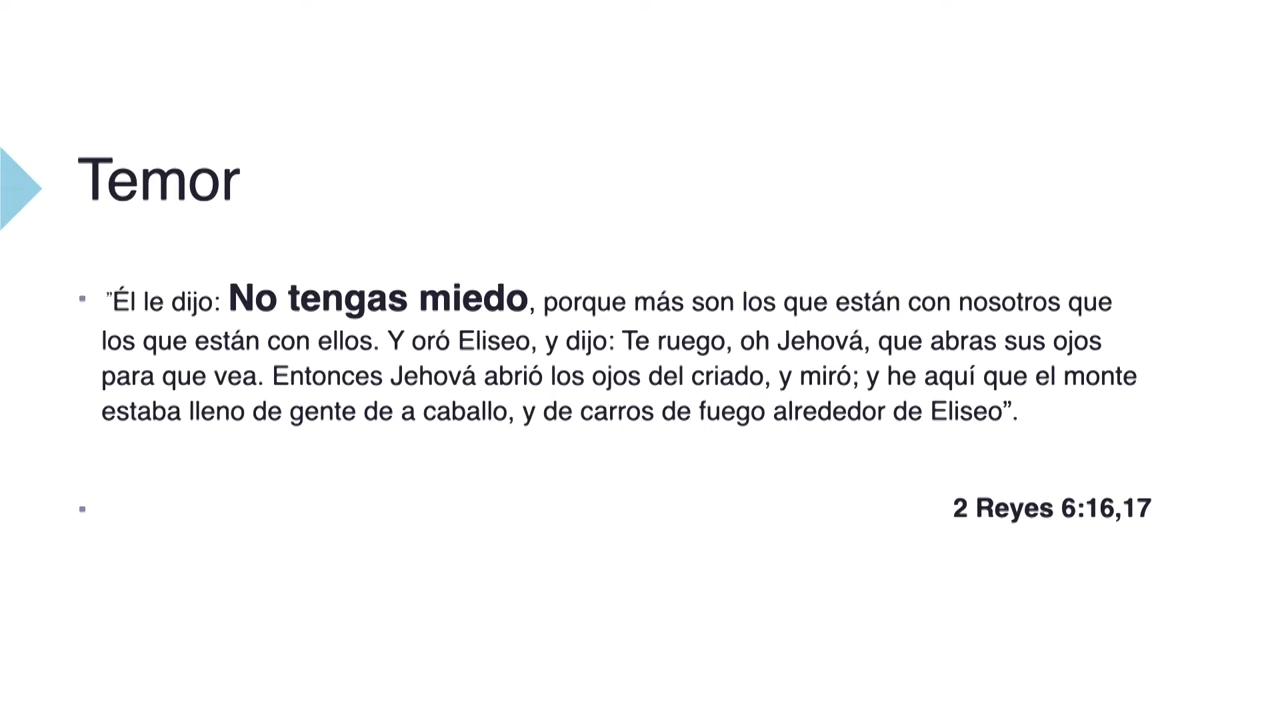 Temor
▪ ”Él le dijo: No tengas miedo, porque más son los que están con nosotros que
los que están con ellos. Y oró Eliseo, y dijo: Te ruego, oh Jehová, que abras sus ojos
para que vea. Entonces Jehová abrió los ojos del criado, y miró; y he aquí que el monte
estaba lleno de gente de a caballo, y de carros de fuego alrededor de Eliseo”.
▪ 2 Reyes 6:16,17